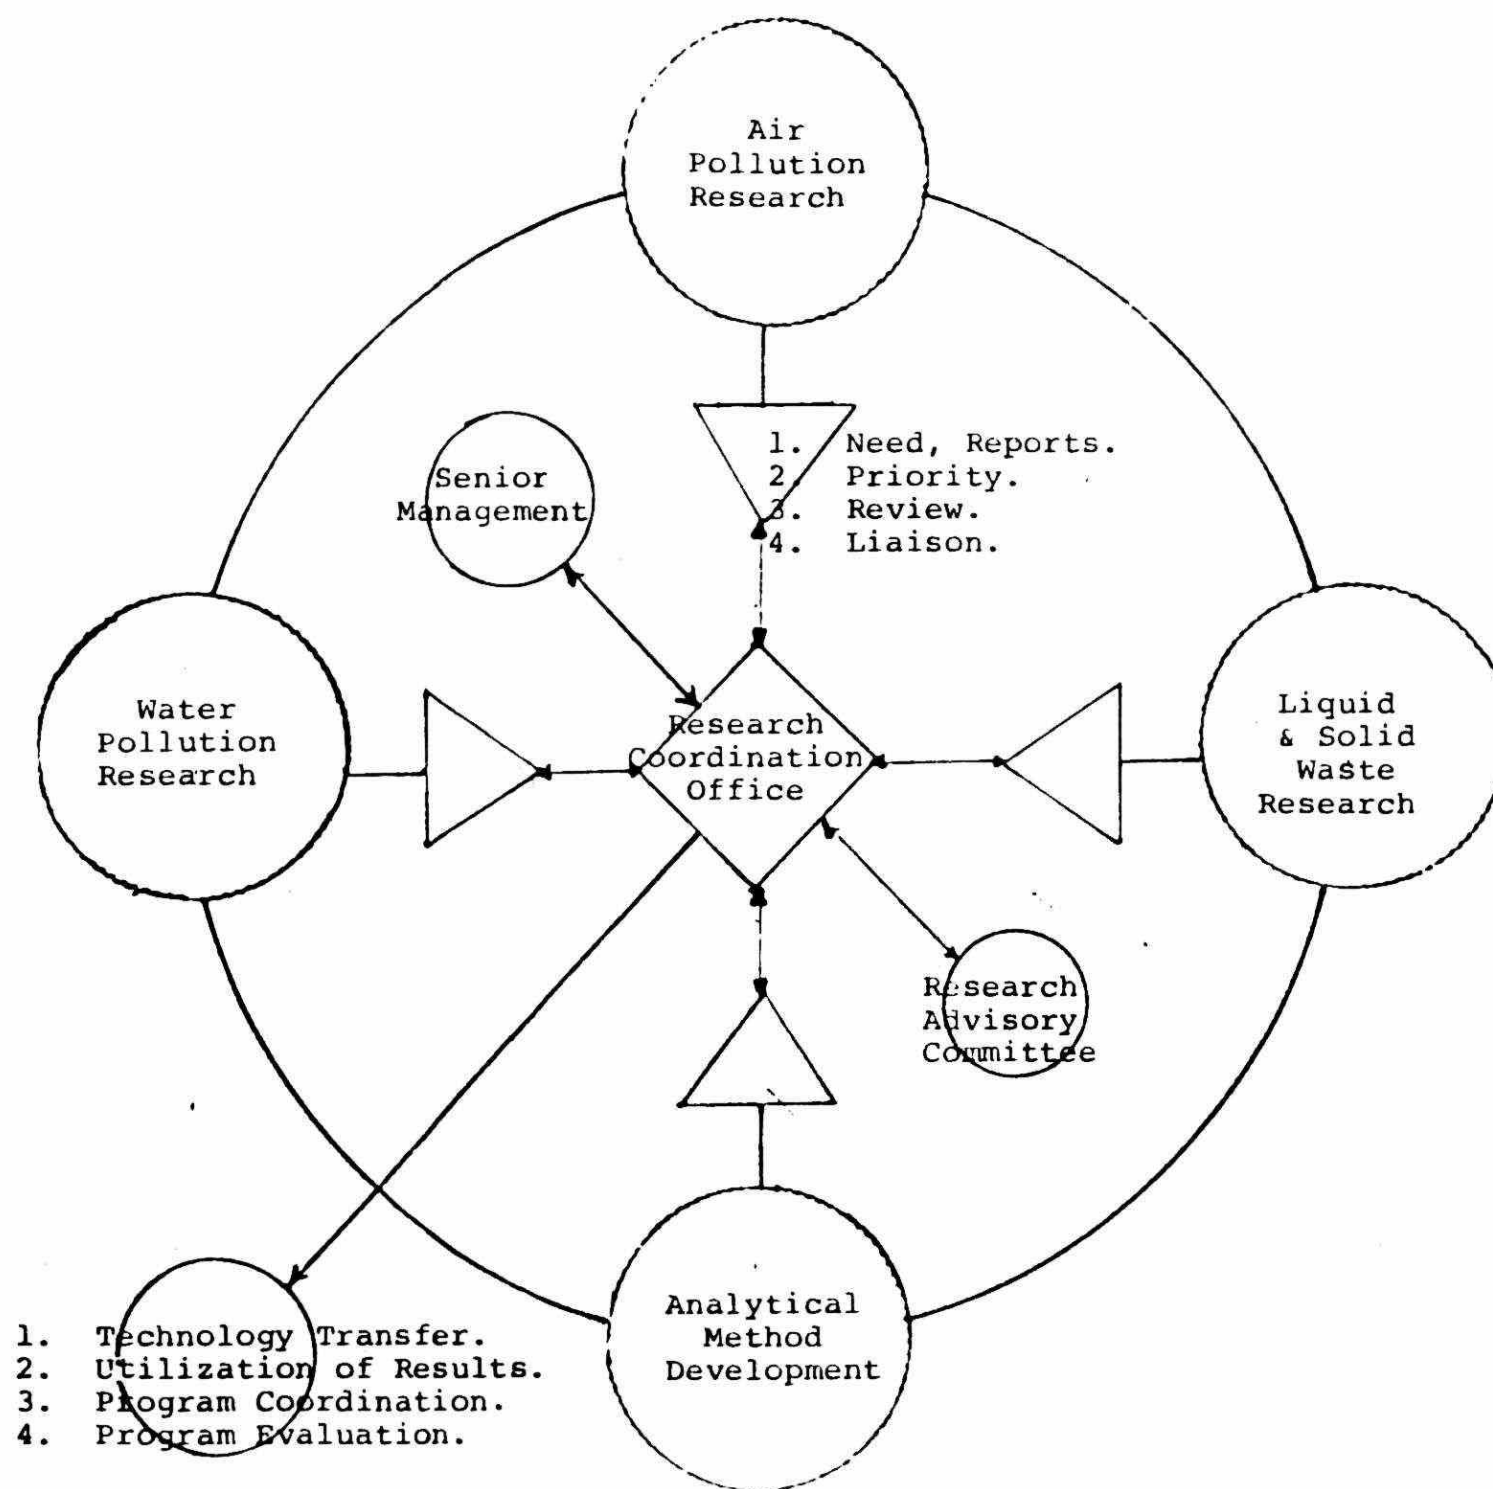 Air
Pollution
Research
1. Need, Reports.
2. Priority.
3. Review.
4. Liaison.
Senior
Management
Water
Pollution
Research
Research
Coordination
Office
Liquid
& Solid
Waste
Research
Research
Advisory
Committee
Analytical
Method
Development
1. Technology Transfer.
2. Utilization of Results.
3. Program Coordination.
4. Program Evaluation.